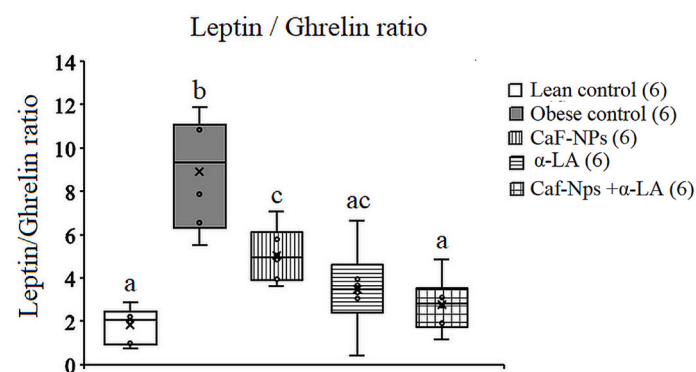 Leptin / Ghrelin ratio
Leptin/Ghrelin ratio
14
12
10
8
6
4
2
0
a
b
c
ac
a
Lean control (6)
Obese control (6)
CaF-NPs (6)
α-LA (6)
Caf-Nps +α-LA (6)